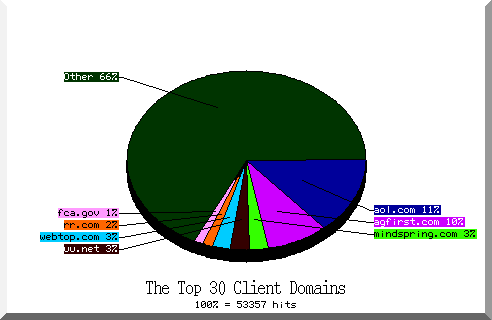 Other 66%
fca.gov 1%
rr.com 2%
webtop.com 3%
uu.net 3%
aol.com 11%
agfirst.com 10%
mindspring.com 3%
The Top 30 Client Domains
100% = 53357 hits